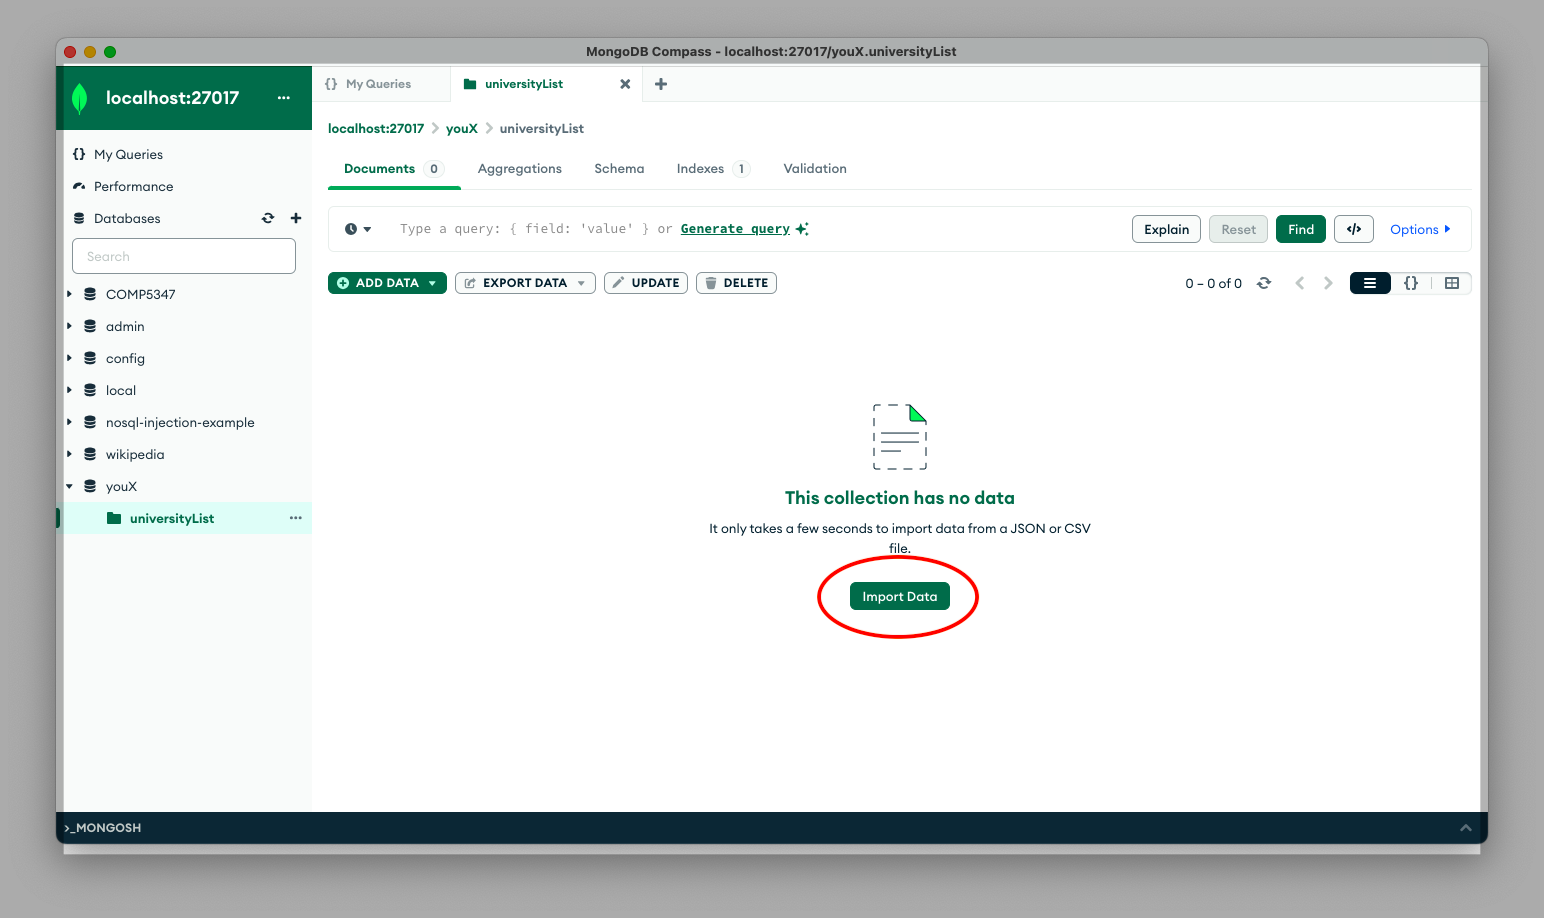 MongoDB Compass - localhost:27017/youX.universityList
localhost:27017 ...
{} My Queries
universityList
localhost:27017 > youX > universityList
My Queries
Performance
Databases
Search
COMP5347
admin
config
local
nosql-injection-example
wikipedia
youX
universityList ...
Documents 0 Aggregations Schema Indexes 1 Validation
Type a query: { field: 'value' } or Generate query
Explain Reset Find </> Options
ADD DATA EXPORT DATA UPDATE DELETE
0 – 0 of 0 {}
This collection has no data
It only takes a few seconds to import data from a JSON or CSV
file.
Import Data
>_MONGOSH